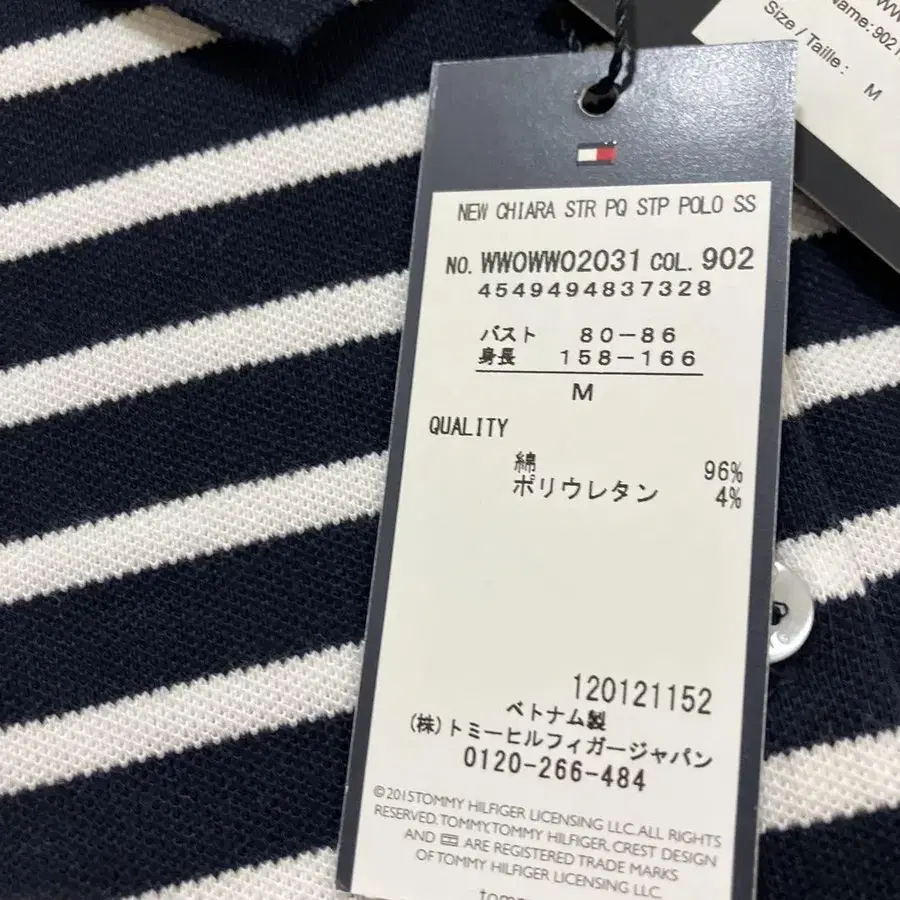 Name: 902
Size / Taille : M
NEW CHIARA STR PQ STP POLO SS
NO. WW0WW02031 COL. 902
4549494837328
バスト 80-86
身長 158-166
M
QUALITY
綿 96%
ポリウレタン 4%
120121152
ベトナム製
(株)トミーヒルフィガージャパン
0120-266-484
©2015TOMMY HILFIGER LICENSING LLC. ALL RIGHTS
RESERVED. TOMMY, TOMMY HILFIGER, CREST DESIGN
AND ARE REGISTERED TRADE MARKS
OF TOMMY HILFIGER LICENSING LLC.